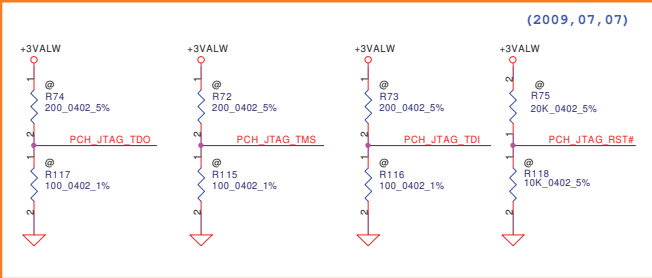 (2009,07,07)
+3VALW +3VALW +3VALW +3VALW
1 1 1 2
@ @ @ @
R74 R72 R73 R75
200_0402_5% 200_0402_5% 200_0402_5% 20K_0402_5%
2 2 2 1
PCH_JTAG_TDO PCH_JTAG_TMS PCH_JTAG_TDI PCH_JTAG_RST#
1 1 1 1
@ @ @ @
R117 R115 R116 R118
100_0402_1% 100_0402_1% 100_0402_1% 10K_0402_5%
2 2 2 2